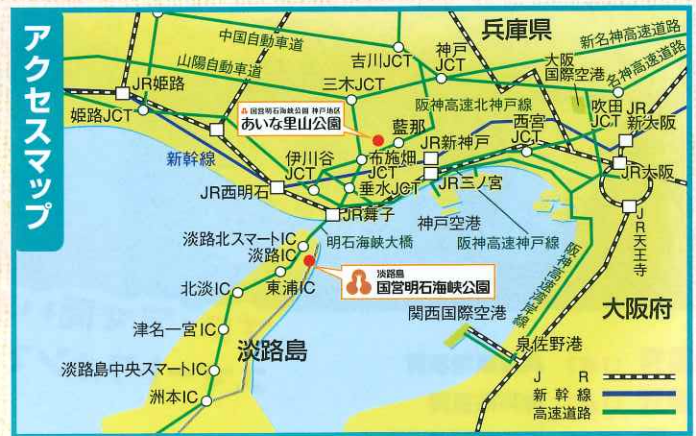 アクセスマップ
兵庫県
中国自動車道
山陽自動車道
吉川JCT
神戸JCT
新名神高速道路
名神高速道路
大阪国際空港
三木JCT
阪神高速北神戸線
吹田JCT
JR新大阪
JR姫路
姫路JCT
国営明石海峡公園 神戸地区
あいな里山公園
藍那
西宮JCT
JR新神戸
新幹線
伊川谷JCT
布施畑JCT
JR大阪
JR西明石
垂水JCT
JR三ノ宮
JR舞子
神戸空港
阪神高速神戸線
JR天王寺
明石海峡大橋
淡路北スマートIC
淡路IC
阪神高速湾岸線
東浦IC
淡路島
国営明石海峡公園
北淡IC
大阪府
関西国際空港
津名一宮IC
淡路島
泉佐野港
淡路島中央スマートIC
洲本IC
JR
新幹線
高速道路